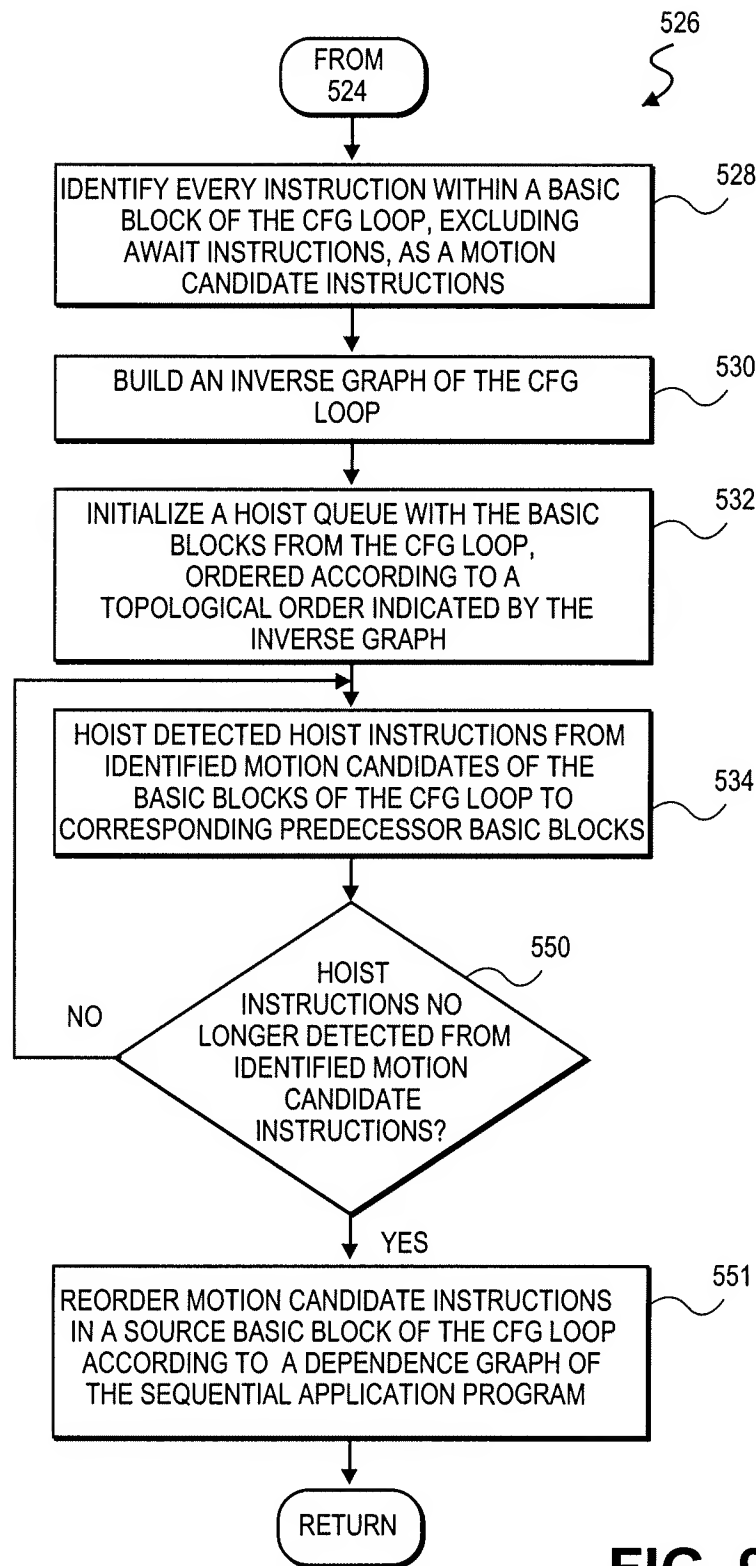 526
FROM
524
IDENTIFY EVERY INSTRUCTION WITHIN A BASIC
BLOCK OF THE CFG LOOP, EXCLUDING
AWAIT INSTRUCTIONS, AS A MOTION
CANDIDATE INSTRUCTIONS
528
BUILD AN INVERSE GRAPH OF THE CFG
LOOP
530
INITIALIZE A HOIST QUEUE WITH THE BASIC
BLOCKS FROM THE CFG LOOP,
ORDERED ACCORDING TO A
TOPOLOGICAL ORDER INDICATED BY THE
INVERSE GRAPH
532
HOIST DETECTED HOIST INSTRUCTIONS FROM
IDENTIFIED MOTION CANDIDATES OF THE
BASIC BLOCKS OF THE CFG LOOP TO
CORRESPONDING PREDECESSOR BASIC BLOCKS
534
HOIST
INSTRUCTIONS NO
LONGER DETECTED FROM
IDENTIFIED MOTION
CANDIDATE
INSTRUCTIONS?
550
NO
YES
REORDER MOTION CANDIDATE INSTRUCTIONS
IN A SOURCE BASIC BLOCK OF THE CFG LOOP
ACCORDING TO A DEPENDENCE GRAPH OF
THE SEQUENTIAL APPLICATION PROGRAM
551
RETURN
FIG.